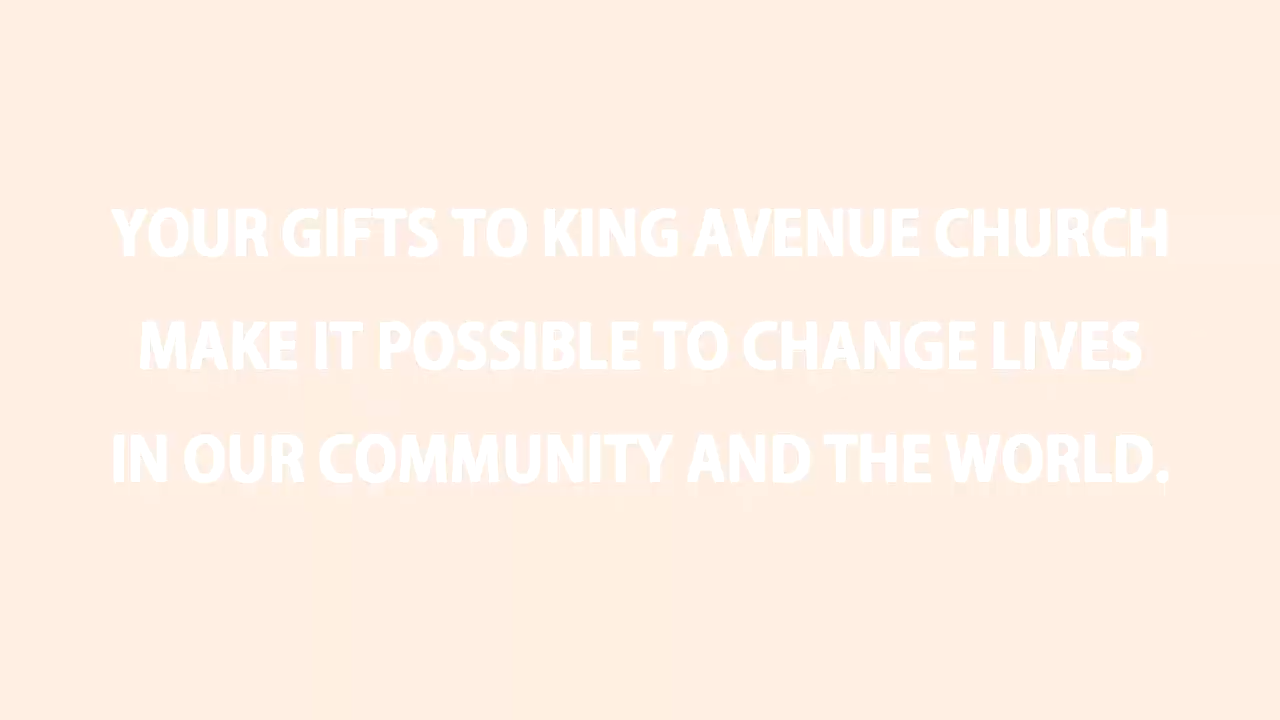 YOUR GIFTS TO KING AVENUE CHURCH
MAKE IT POSSIBLE TO CHANGE LIVES
IN OUR COMMUNITY AND THE WORLD.